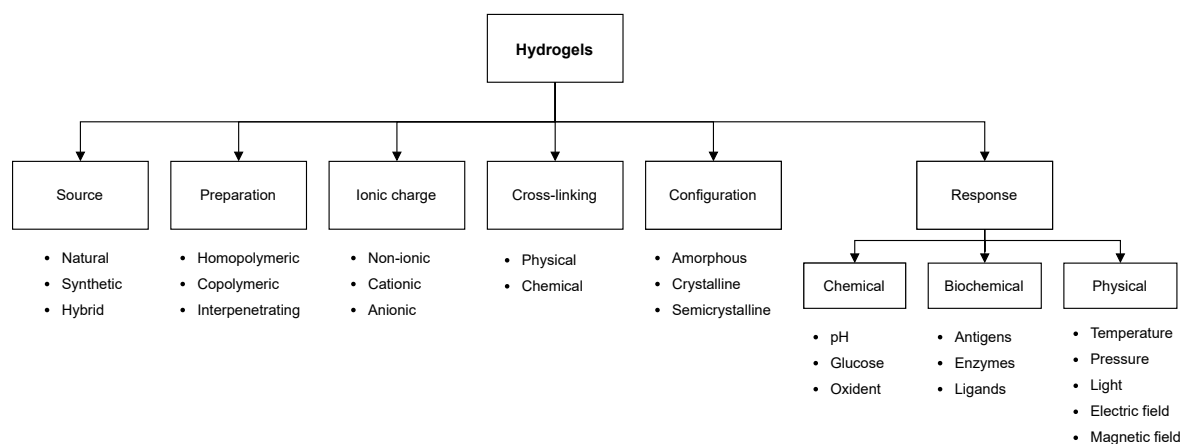 Hydrogels
Source
Preparation
Ionic charge
Cross-linking
Configuration
Response
• Natural
• Synthetic
• Hybrid
• Homopolymeric
• Copolymeric
• Interpenetrating
• Non-ionic
• Cationic
• Anionic
• Physical
• Chemical
• Amorphous
• Crystalline
• Semicrystalline
Chemical
Biochemical
Physical
• pH
• Glucose
• Oxident
• Antigens
• Enzymes
• Ligands
• Temperature
• Pressure
• Light
• Electric field
• Magnetic field